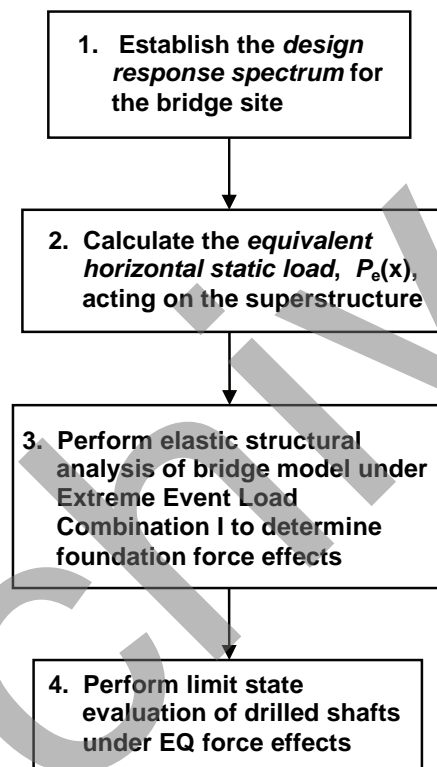 1. Establish the design
response spectrum for
the bridge site
2. Calculate the equivalent
horizontal static load, Pe(x),
acting on the superstructure
3. Perform elastic structural
analysis of bridge model under
Extreme Event Load
Combination I to determine
foundation force effects
4. Perform limit state
evaluation of drilled shafts
under EQ force effects